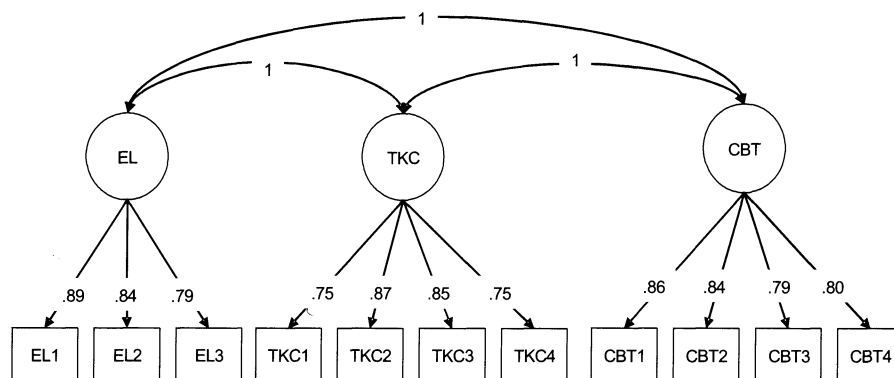 1
1
1
EL
TKC
CBT
.89
.84
.79
.75
.87
.85
.75
.86
.84
.79
.80
EL1
EL2
EL3
TKC1
TKC2
TKC3
TKC4
CBT1
CBT2
CBT3
CBT4